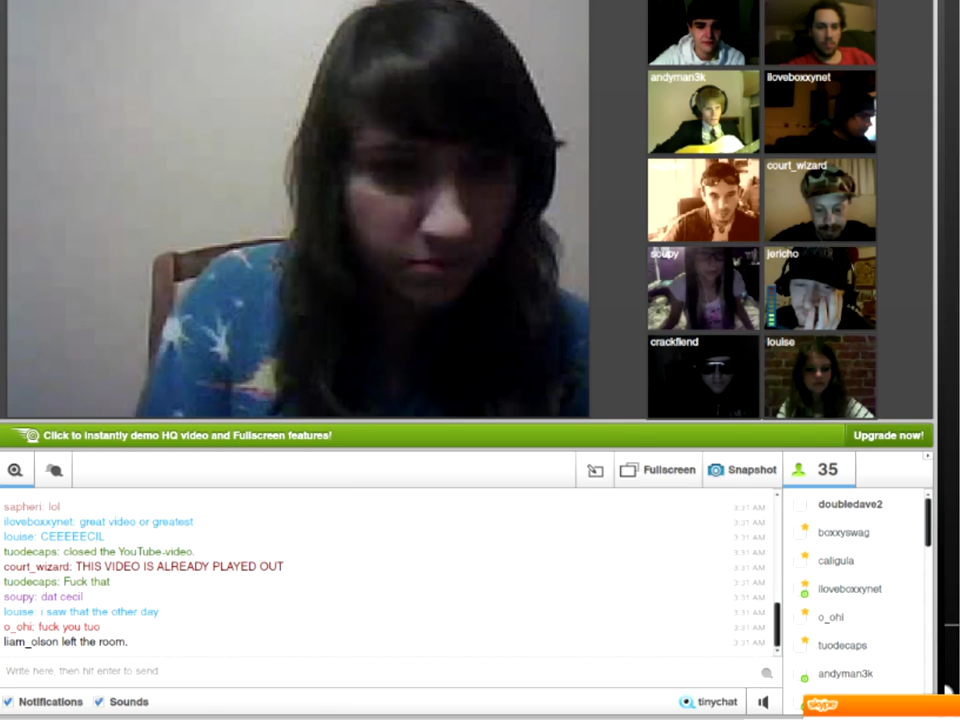 andyman3k
iloveboxxynet
court_wizard
soupy
jericho
crackfiend
louise
Click to instantly demo HQ video and Fullscreen features!
Upgrade now!
Fullscreen
Snapshot
35
sapheri: lol
3:31 AM
iloveboxxynet: great video or greatest
3:31 AM
louise: CEEEEECIL
3:31 AM
tuodecaps: closed the YouTube-video.
3:31 AM
court_wizard: THIS VIDEO IS ALREADY PLAYED OUT
3:31 AM
tuodecaps: Fuck that
3:31 AM
soupy: dat cecil
3:31 AM
louise: i saw that the other day
3:31 AM
o_ohi: fuck you tuo
3:31 AM
liam_olson left the room.
3:31 AM
doubledave2
boxxyswag
caligula
iloveboxxynet
o_ohi
tuodecaps
andyman3k
Write here, then hit enter to send.
Notifications
Sounds
tinychat
skype